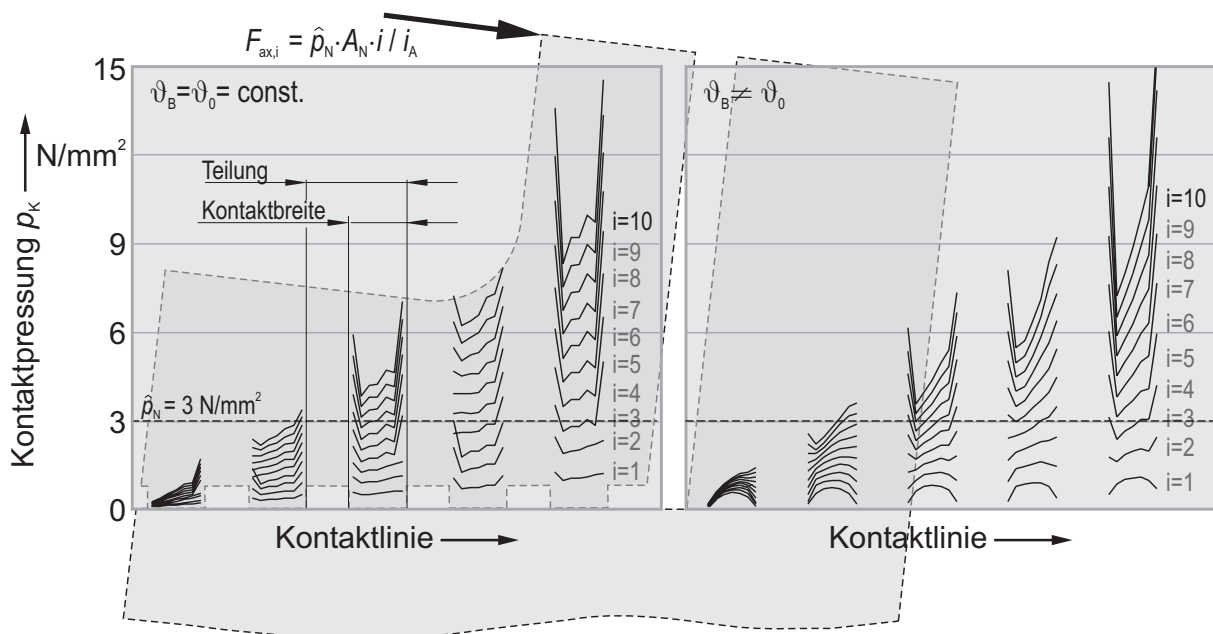 F_ax,i = p̂_N·A_N·i / i_A
15
ϑ_B=ϑ_0= const.
ϑ_B≠ ϑ_0
N/mm²
Teilung
Kontaktbreite
9
6
3
0
Kontaktpressung p_K
p̂_N = 3 N/mm²
i=10
i=9
i=8
i=7
i=6
i=5
i=4
i=3
i=2
i=1
i=10
i=9
i=8
i=7
i=6
i=5
i=4
i=3
i=2
i=1
Kontaktlinie
Kontaktlinie